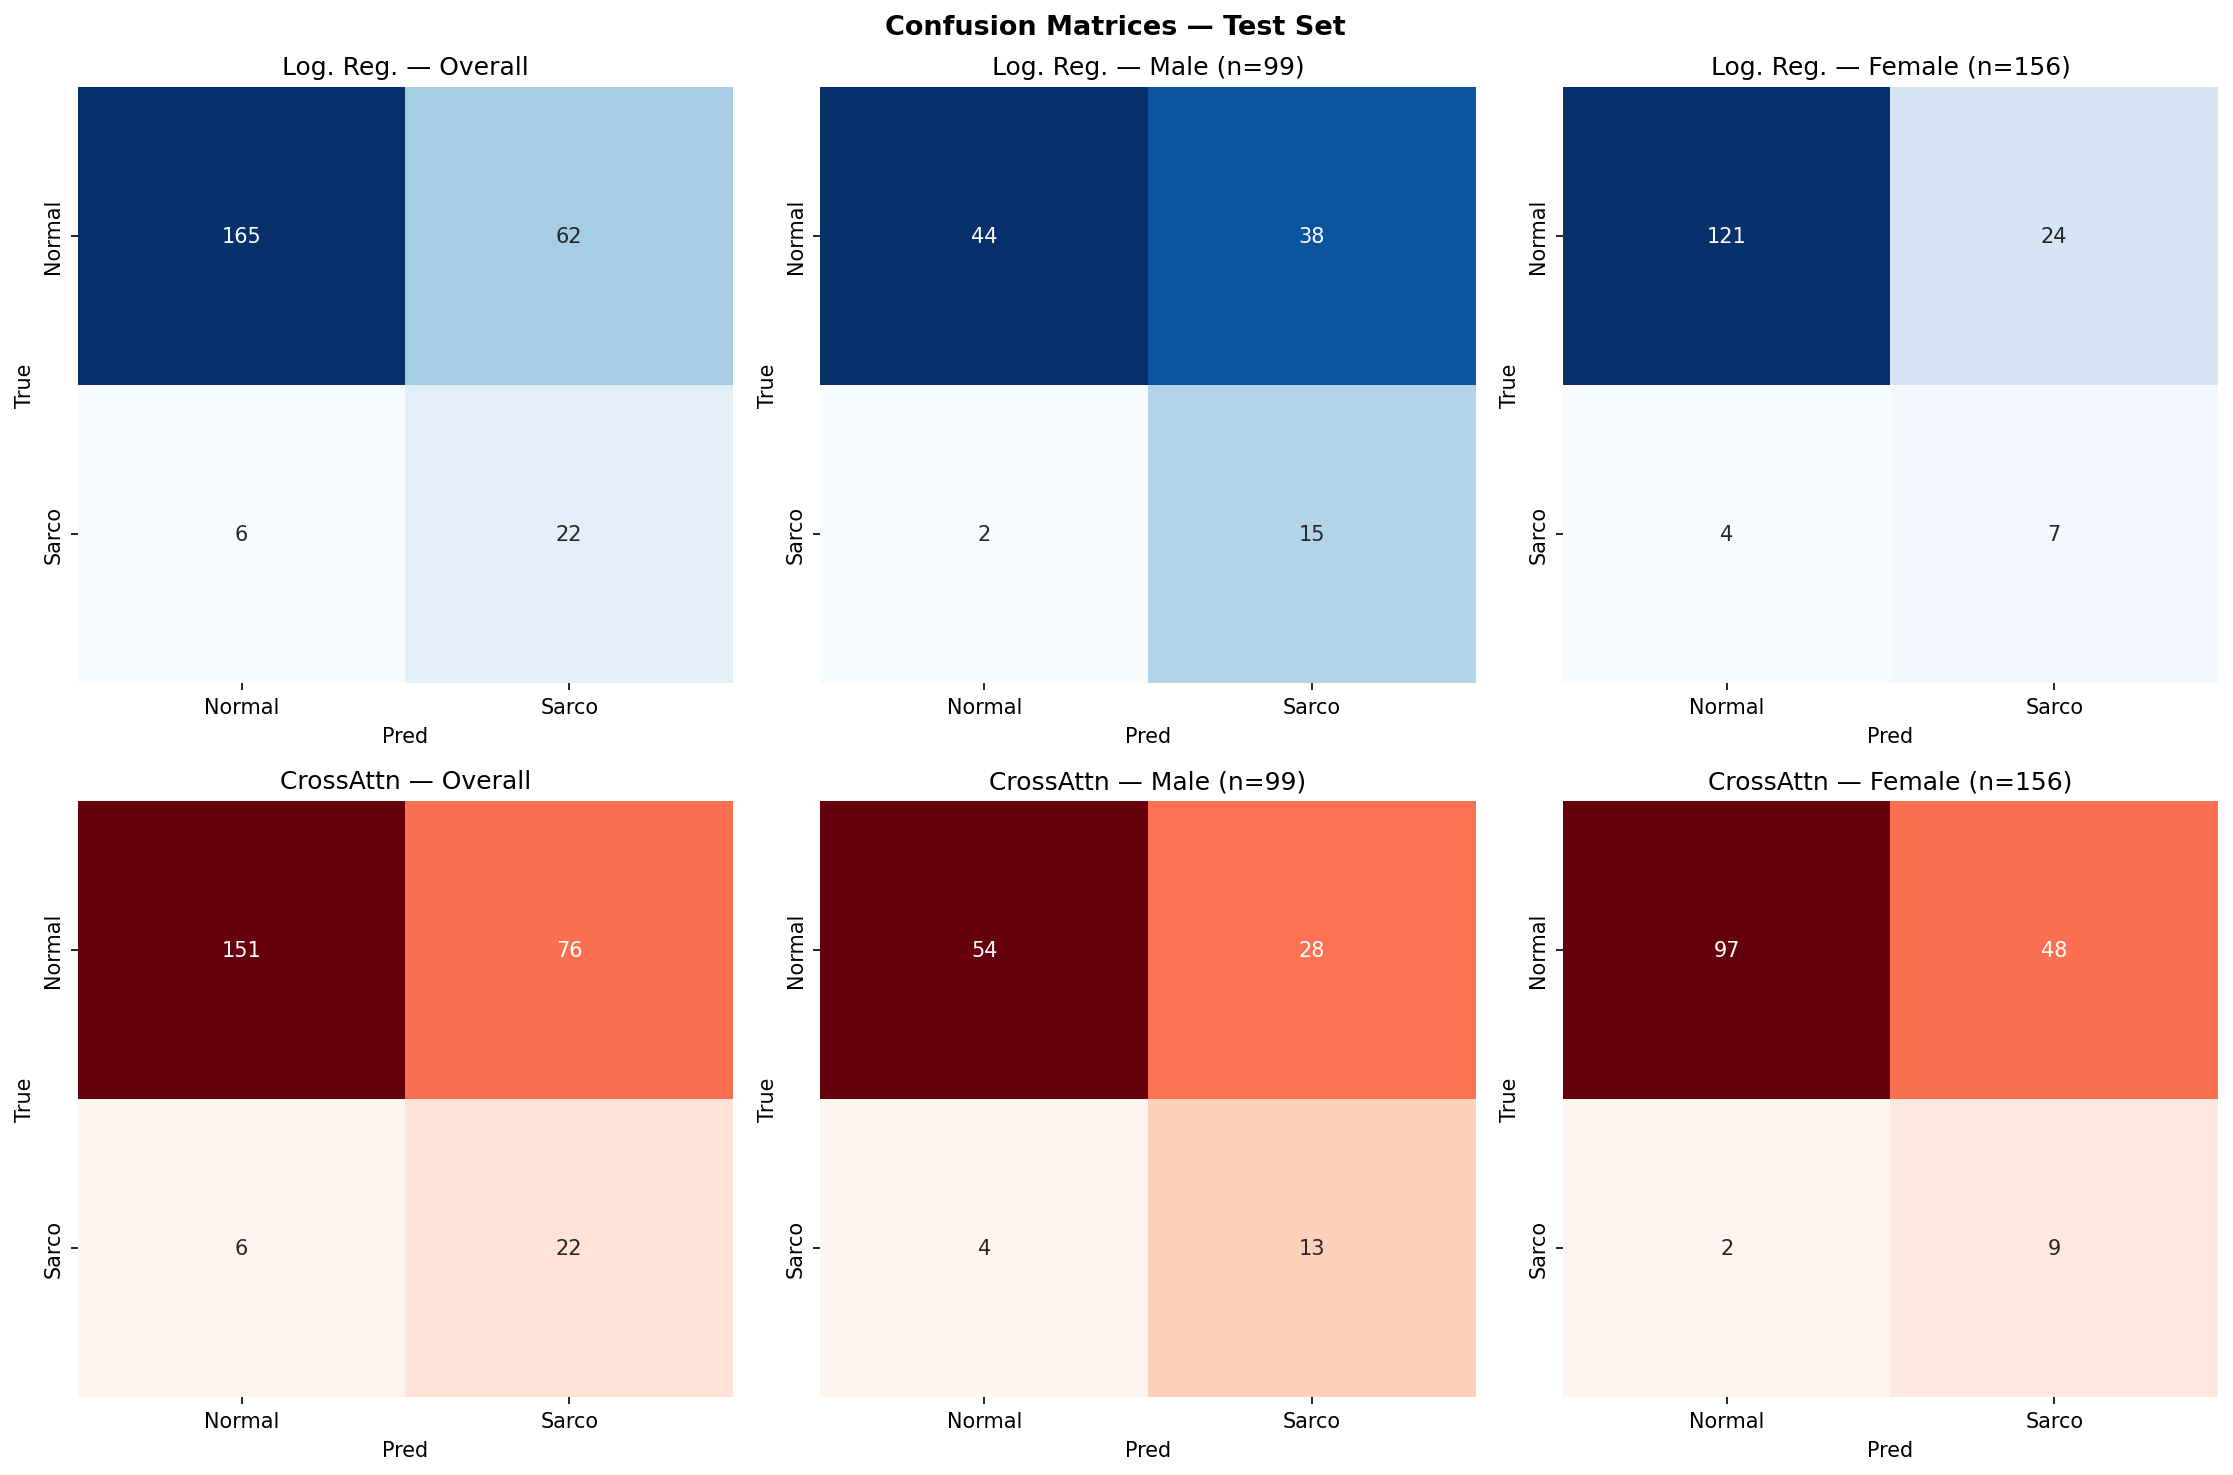 Confusion Matrices — Test Set
Log. Reg. — Overall
Normal
165
62
True
Sarco
6
22
Normal
Sarco
Pred
Log. Reg. — Male (n=99)
Normal
44
38
True
Sarco
2
15
Normal
Sarco
Pred
Log. Reg. — Female (n=156)
Normal
121
24
True
Sarco
4
7
Normal
Sarco
Pred
CrossAttn — Overall
Normal
151
76
True
Sarco
6
22
Normal
Sarco
Pred
CrossAttn — Male (n=99)
Normal
54
28
True
Sarco
4
13
Normal
Sarco
Pred
CrossAttn — Female (n=156)
Normal
97
48
True
Sarco
2
9
Normal
Sarco
Pred